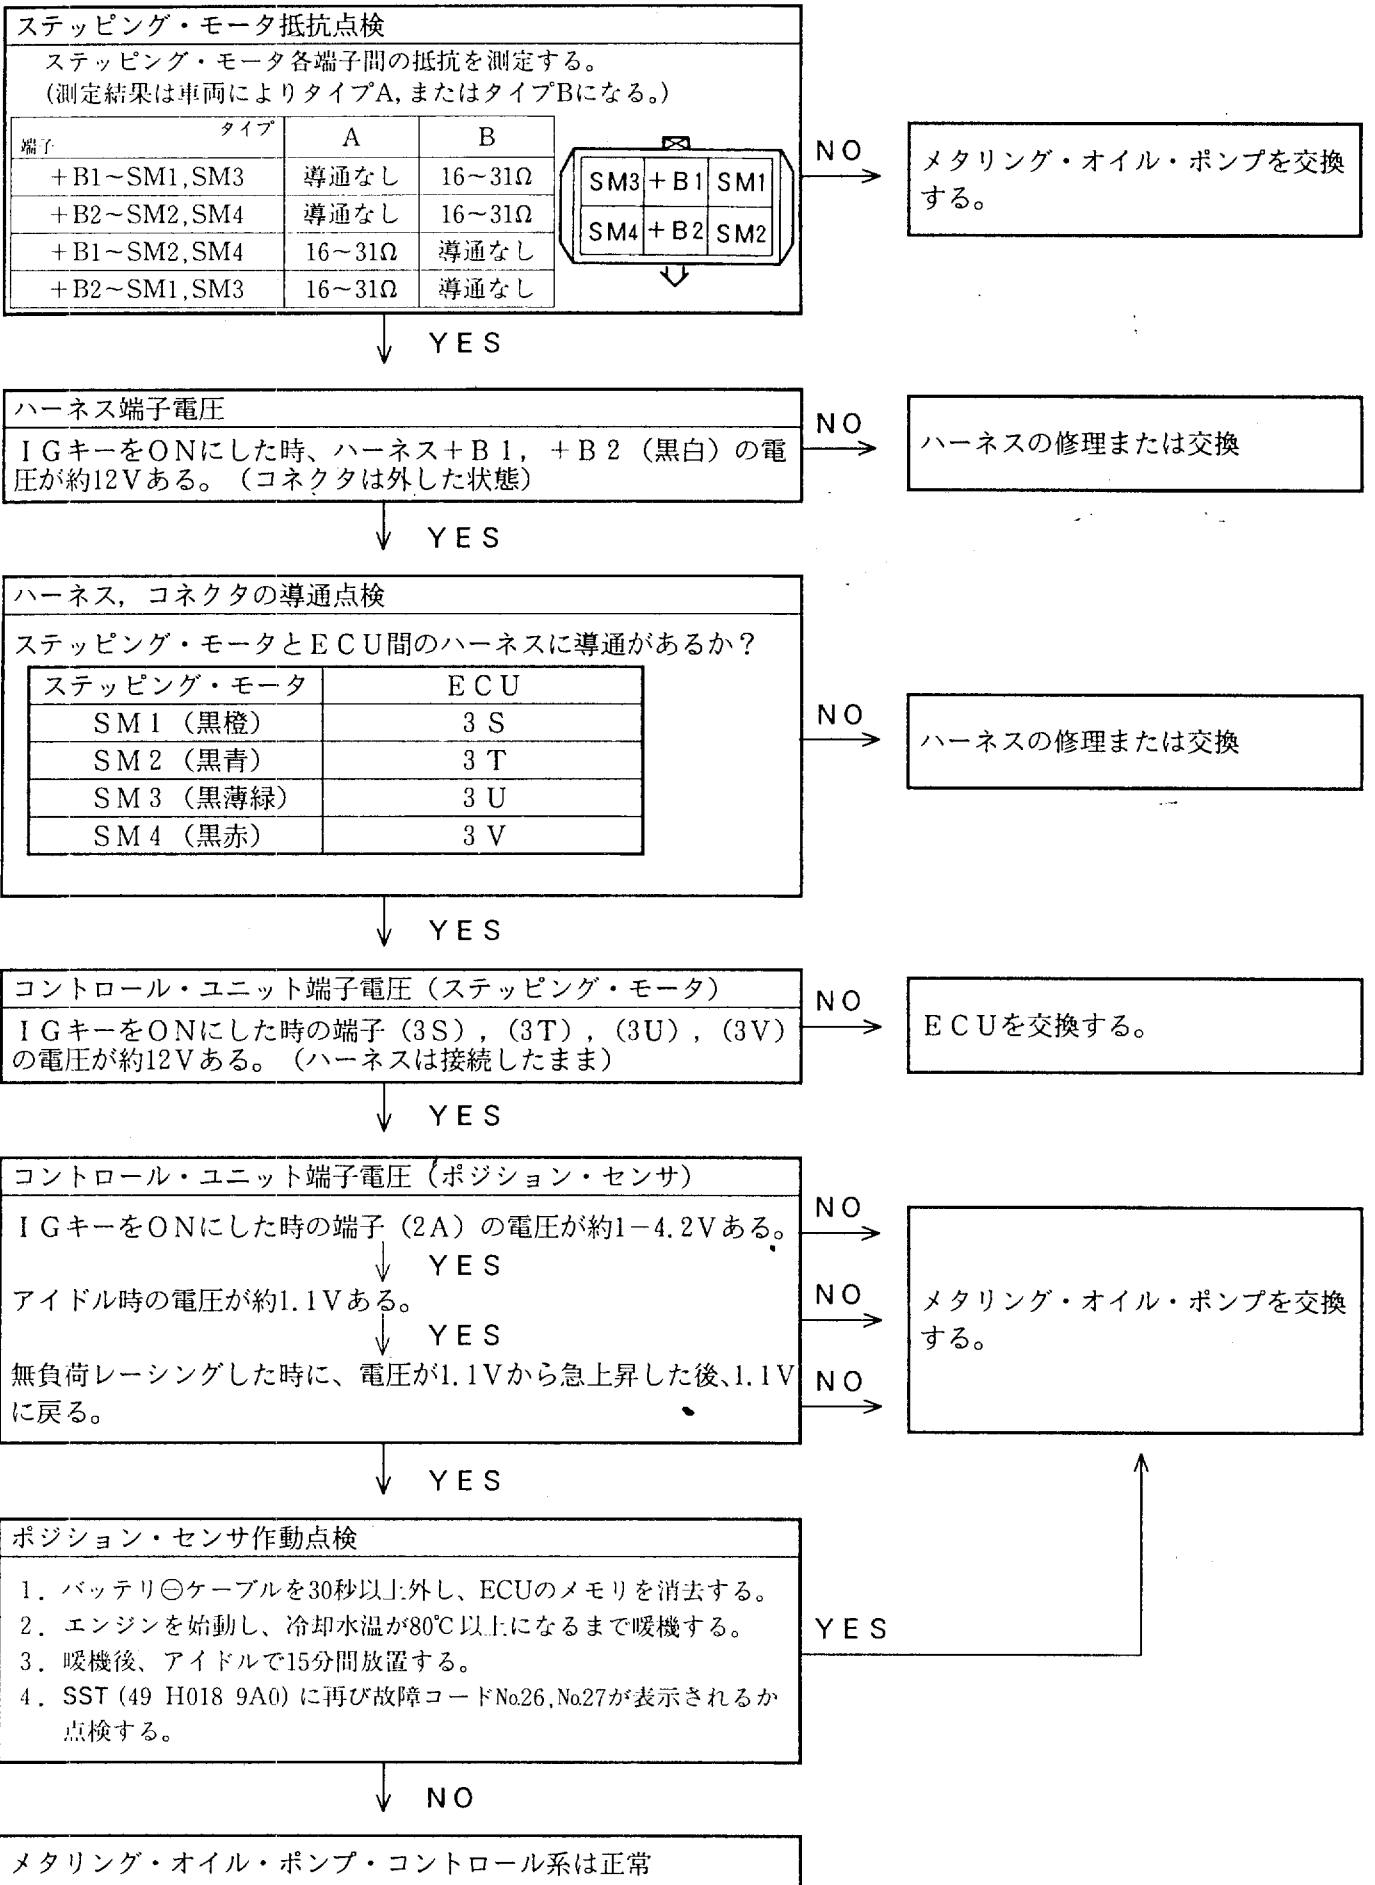 ステッピング・モータ抵抗点検
ステッピング・モータ各端子間の抵抗を測定する。
(測定結果は車両によりタイプA,またはタイプBになる。)
端子 タイプ A B
+B1~SM1,SM3 導通なし 16~31Ω
+B2~SM2,SM4 導通なし 16~31Ω
+B1~SM2,SM4 16~31Ω 導通なし
+B2~SM1,SM3 16~31Ω 導通なし
SM3 +B1 SM1
SM4 +B2 SM2
NO
メタリング・オイル・ポンプを交換
する。
YES
ハーネス端子電圧
IGキーをONにした時、ハーネス+B1,+B2(黒白)の電
圧が約12Vある。(コネクタは外した状態)
NO
ハーネスの修理または交換
YES
ハーネス,コネクタの導通点検
ステッピング・モータとECU間のハーネスに導通があるか?
ステッピング・モータ ECU
SM1(黒橙) 3S
SM2(黒青) 3T
SM3(黒薄緑) 3U
SM4(黒赤) 3V
NO
ハーネスの修理または交換
YES
コントロール・ユニット端子電圧(ステッピング・モータ)
IGキーをONにした時の端子(3S),(3T),(3U),(3V)
の電圧が約12Vある。(ハーネスは接続したまま)
NO
ECUを交換する。
YES
コントロール・ユニット端子電圧(ポジション・センサ)
IGキーをONにした時の端子(2A)の電圧が約1-4.2Vある。
NO
YES
アイドル時の電圧が約1.1Vある。
NO
YES
無負荷レーシングした時に、電圧が1.1Vから急上昇した後、1.1V
に戻る。
NO
メタリング・オイル・ポンプを交換
する。
YES
ポジション・センサ作動点検
1.バッテリ⊖ケーブルを30秒以上外し、ECUのメモリを消去する。
2.エンジンを始動し、冷却水温が80℃以上になるまで暖機する。
3.暖機後、アイドルで15分間放置する。
4.SST(49 H018 9A0)に再び故障コード№26,№27が表示されるか
点検する。
YES
NO
メタリング・オイル・ポンプ・コントロール系は正常